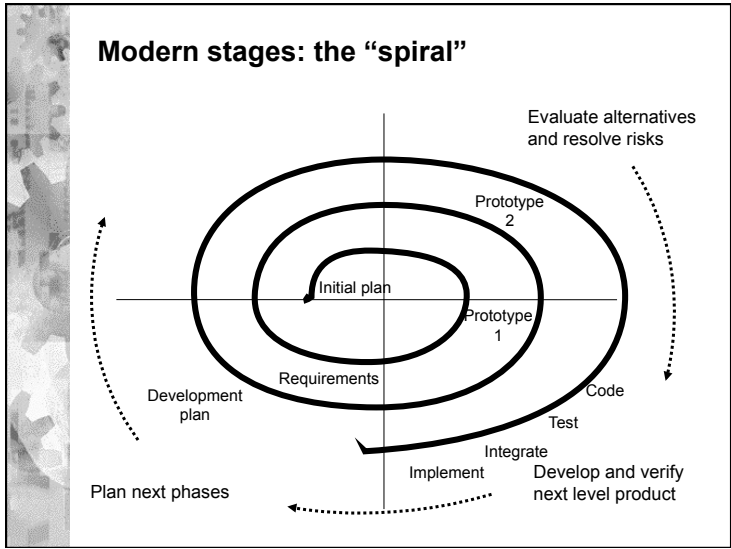 Modern stages: the “spiral”
Evaluate alternatives
and resolve risks
Prototype
2
Initial plan
Prototype
1
Requirements
Development
plan
Code
Test
Integrate
Implement
Develop and verify
next level product
Plan next phases